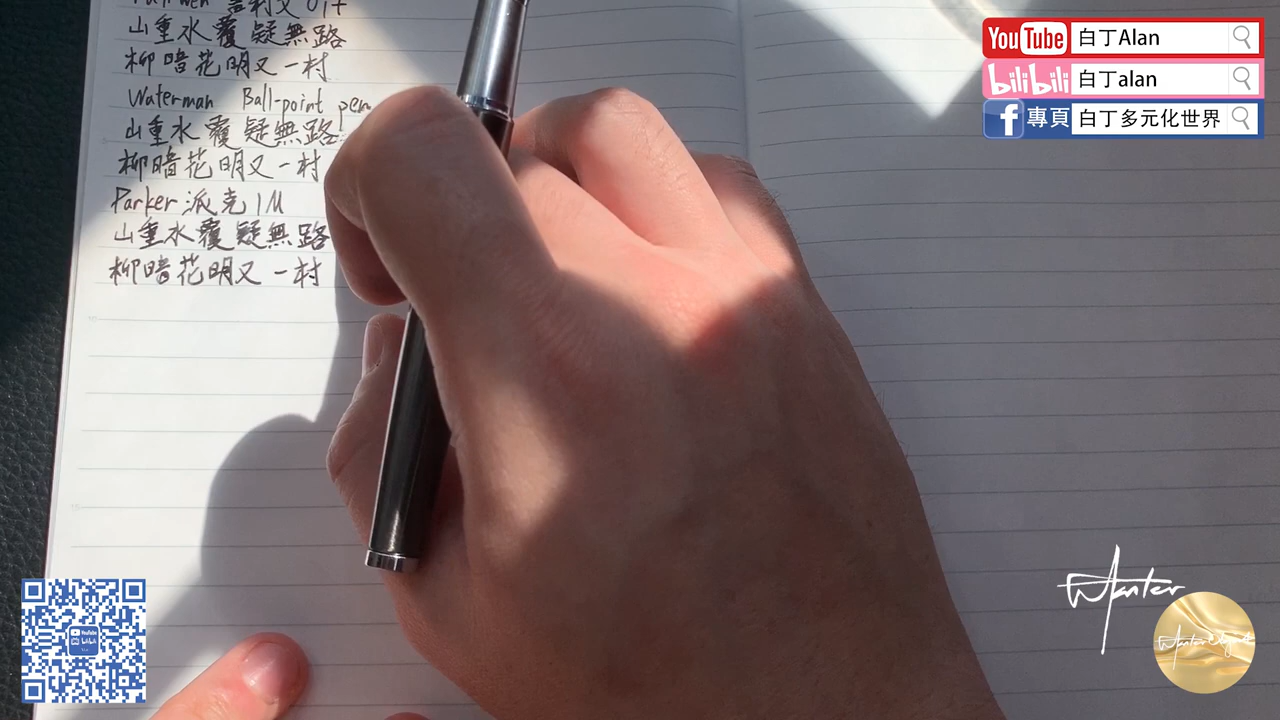 山重水覆疑無路
柳暗花明又一村
Waterman Ball-point pen
山重水覆疑無路
柳暗花明又一村
Parker 派克 IM
山重水覆疑無路
柳暗花明又一村
YouTube 白丁Alan
bilibili 白丁alan
f 專頁 白丁多元化世界